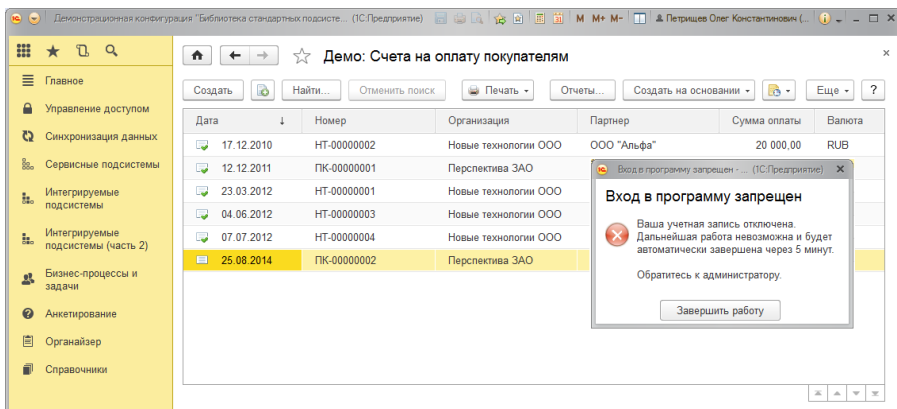 Демонстрационная конфигурация "Библиотека стандартных подсисте... (1С:Предприятие) M M+ M- Петрищев Олег Константинович (...
Демо: Счета на оплату покупателям
Создать Найти... Отменить поиск Печать Отчеты... Создать на основании Еще ?
Главное
Управление доступом
Синхронизация данных
Сервисные подсистемы
Интегрируемые
подсистемы
Интегрируемые
подсистемы (часть 2)
Бизнес-процессы и
задачи
Анкетирование
Органайзер
Справочники
Дата ↓ Номер Организация Партнер Сумма оплаты Валюта
17.12.2010 НТ-00000002 Новые технологии ООО ООО "Альфа" 20 000,00 RUB
12.12.2011 ПК-00000001 Перспектива ЗАО
23.03.2012 НТ-00000001 Новые технологии ООО
04.06.2012 НТ-00000003 Новые технологии ООО
07.07.2012 НТ-00000004 Новые технологии ООО
25.08.2014 ПК-00000002 Перспектива ЗАО
Вход в программу запрещен - ... (1С:Предприятие)
Вход в программу запрещен
Ваша учетная запись отключена.
Дальнейшая работа невозможна и будет
автоматически завершена через 5 минут.
Обратитесь к администратору.
Завершить работу